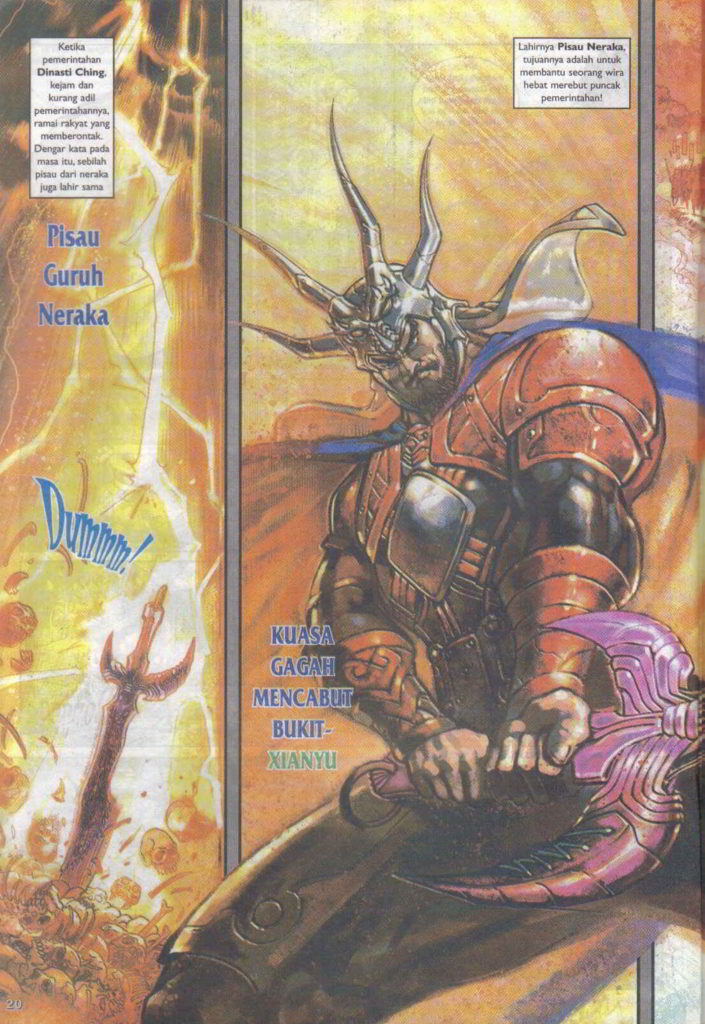 Ketika
pemerintahan
Dinasti Ching,
kejam dan
kurang adil
pemerintahannya,
ramai rakyat yang
memberontak.
Dengar kata pada
masa itu, sebilah
pisau dari neraka
juga lahir sama
Lahirnya Pisau Neraka,
tujuannya adalah untuk
membantu seorang wira
hebat merebut puncak
pemerintahan!
Pisau
Guruh
Neraka
Dummm!
KUASA
GAGAH
MENCABUT
BUKIT-
XIANYU
20